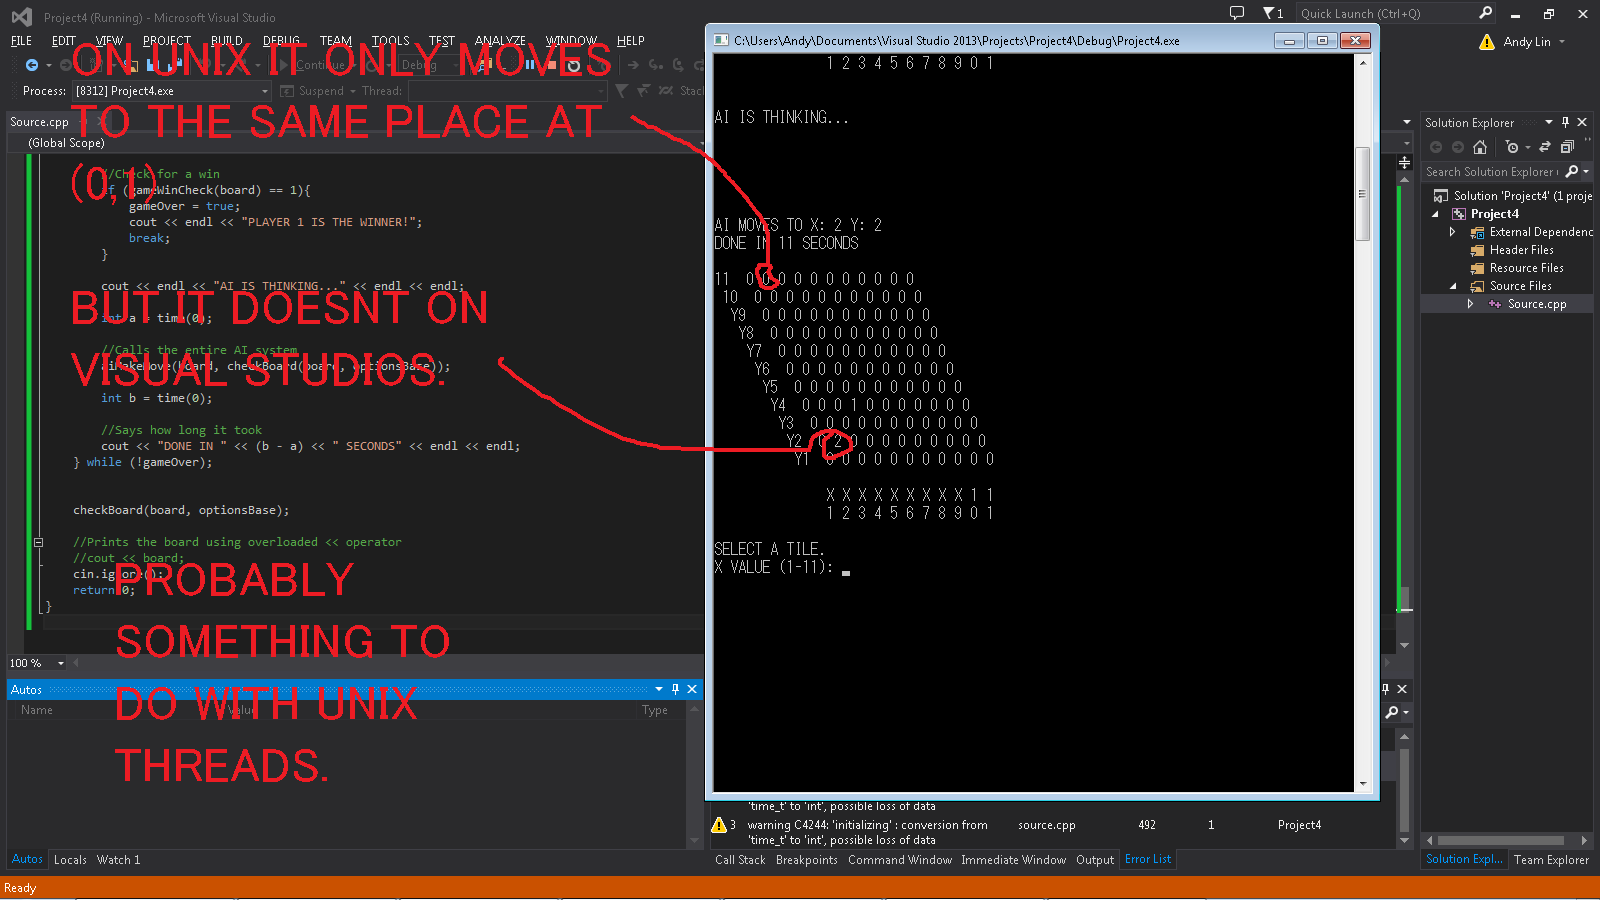 Project4 (Running) - Microsoft Visual Studio
1
Quick Launch (Ctrl+Q)
FILE EDIT VIEW PROJECT BUILD DEBUG TEAM TOOLS TEST ANALYZE WINDOW HELP
Andy Lin
ON UNIX IT ONLY MOVES
TO THE SAME PLACE AT
(0,1)
BUT IT DOESNT ON
VISUAL STUDIOS.
PROBABLY
SOMETHING TO
DO WITH UNIX
THREADS.
Continue
Debug
Process: [8312] Project4.exe
Suspend
Thread:
Source.cpp
(Global Scope)
//Check for a win
if (gameWinCheck(board) == 1){
gameOver = true;
cout << endl << "PLAYER 1 IS THE WINNER!";
break;
}
cout << endl << "AI IS THINKING..." << endl << endl;
int a = time(0);
//Calls the entire AI system
board, checkBoard(board, optionsBase));
int b = time(0);
//Says how long it took
cout << "DONE IN " << (b - a) << " SECONDS" << endl << endl;
} while (!gameOver);
checkBoard(board, optionsBase);
//Prints the board using overloaded << operator
//cout << board;
cin.ignore();
return 0;
}
100 %
Autos
Name Value Type
Autos Locals Watch 1
C:\Users\Andy\Documents\Visual Studio 2013\Projects\Project4\Debug\Project4.exe
1 2 3 4 5 6 7 8 9 0 1
AI IS THINKING...
AI MOVES TO X: 2 Y: 2
DONE IN 11 SECONDS
11 0 0 0 0 0 0 0 0 0 0 0
10 0 0 0 0 0 0 0 0 0 0 0
Y9 0 0 0 0 0 0 0 0 0 0 0
Y8 0 0 0 0 0 0 0 0 0 0 0
Y7 0 0 0 0 0 0 0 0 0 0 0
Y6 0 0 0 0 0 0 0 0 0 0 0
Y5 0 0 0 0 0 0 0 0 0 0 0
Y4 0 0 0 1 0 0 0 0 0 0 0
Y3 0 0 0 0 0 0 0 0 0 0 0
Y2 0 2 0 0 0 0 0 0 0 0 0
Y1 0 0 0 0 0 0 0 0 0 0 0
X X X X X X X X X 1 1
1 2 3 4 5 6 7 8 9 0 1
SELECT A TILE.
X VALUE (1-11): _
'time_t' to 'int', possible loss of data
3 warning C4244: 'initializing' : conversion from source.cpp 492 1 Project4
'time_t' to 'int', possible loss of data
Call Stack Breakpoints Command Window Immediate Window Output Error List
Solution Explorer
Search Solution Explorer
Solution 'Project4' (1 proje
Project4
External Dependenc
Header Files
Resource Files
Source Files
Source.cpp
Solution Expl... Team Explorer
Ready